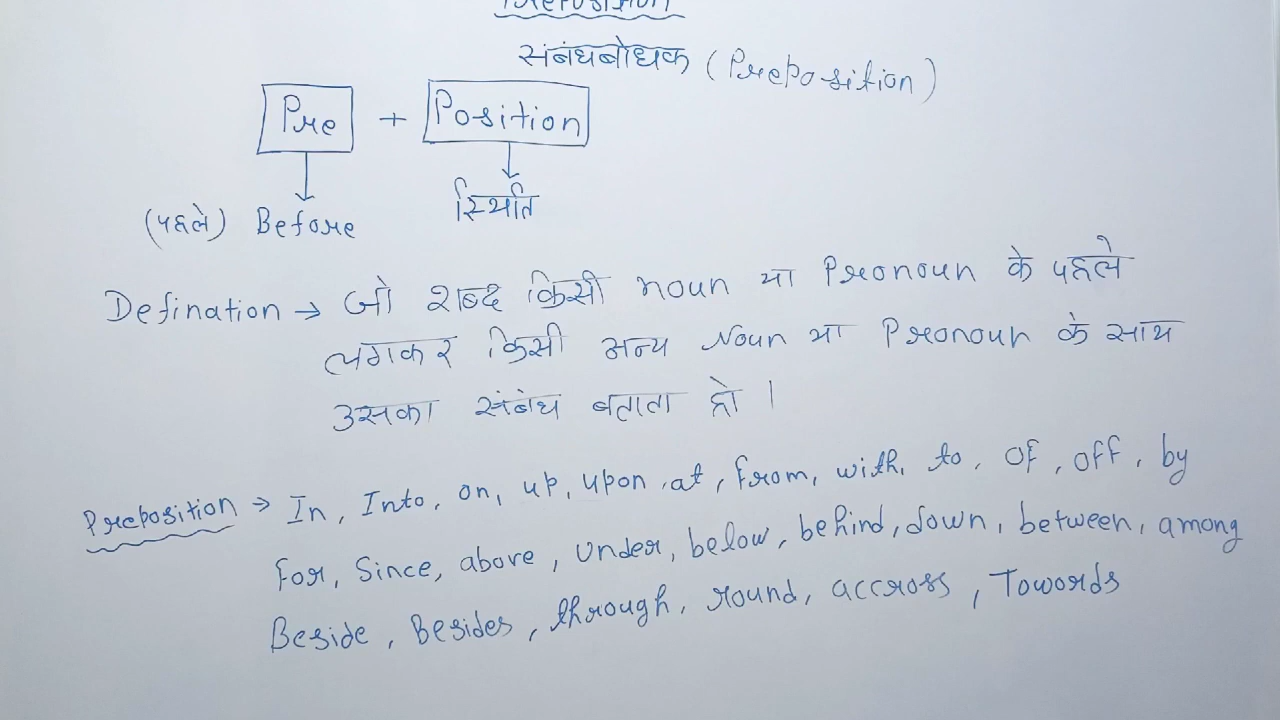 Preposition
संबंधबोधक (Preposition)
Pre + Position
(पहले) Before स्थिति
Defination → जो शब्द किसी noun या Pronoun के पहले
लगकर किसी अन्य Noun या Pronoun के साथ
उसका संबंध बताता हो ।
Preposition → In, Into, on, up, upon, at, from, with, to, of, off, by
For, Since, above, under, below, behind, down, between, among
Beside, Besides, through, round, accross, Towords